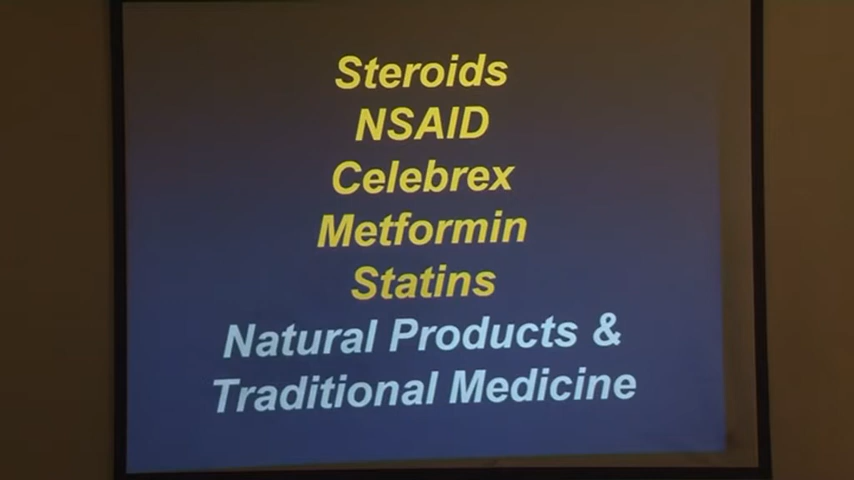 Steroids
NSAID
Celebrex
Metformin
Statins
Natural Products &
Traditional Medicine